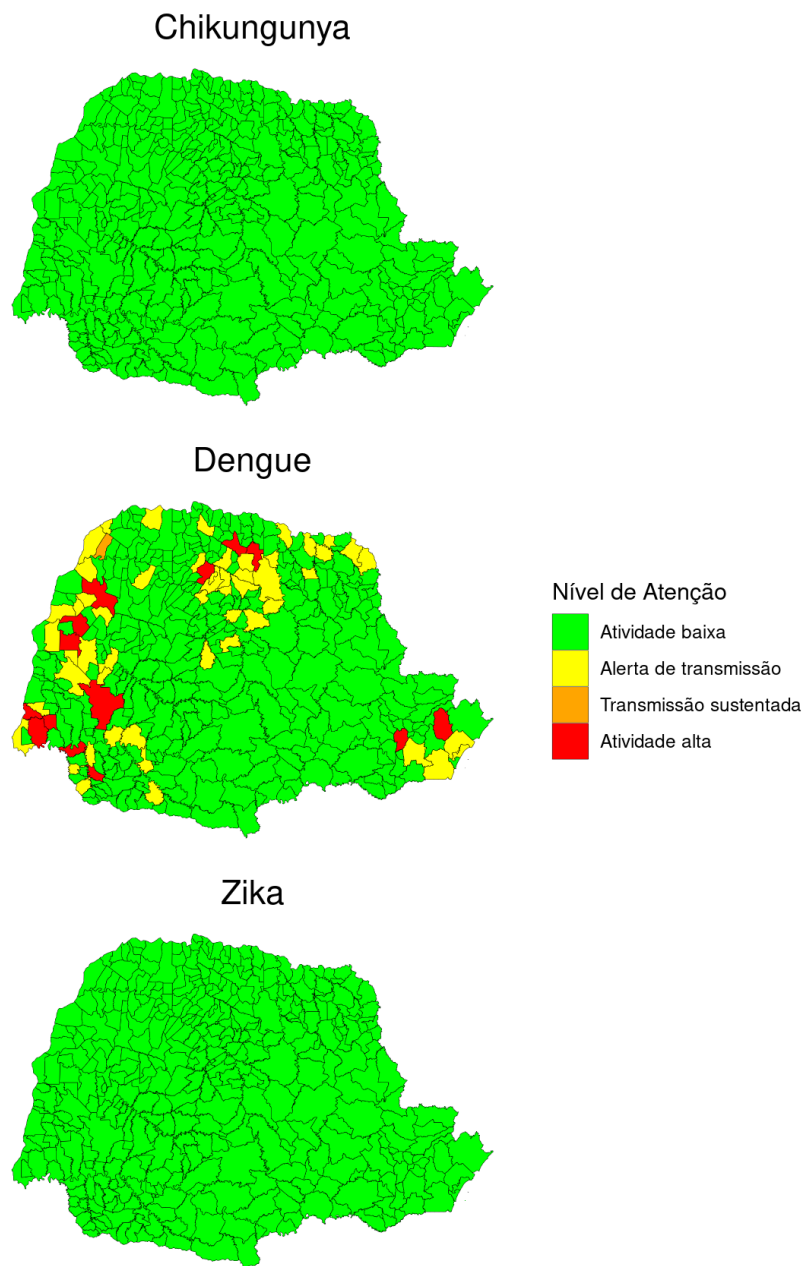 Chikungunya
Dengue
Nível de Atenção
Atividade baixa
Alerta de transmissão
Transmissão sustentada
Atividade alta
Zika